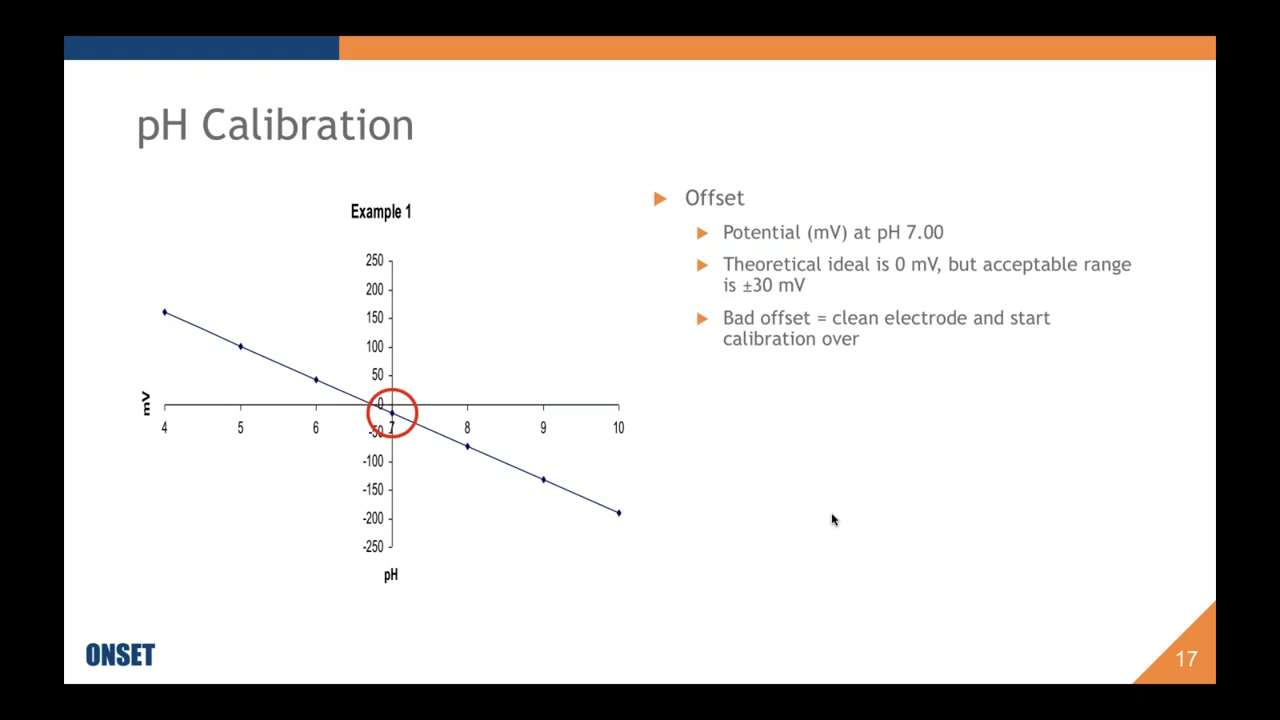 pH Calibration
Example 1
250
200
150
100
50
0
-50
-100
-150
-200
-250
mV
4
5
6
7
8
9
10
pH
Offset
Potential (mV) at pH 7.00
Theoretical ideal is 0 mV, but acceptable range
is ±30 mV
Bad offset = clean electrode and start
calibration over
ONSET
17